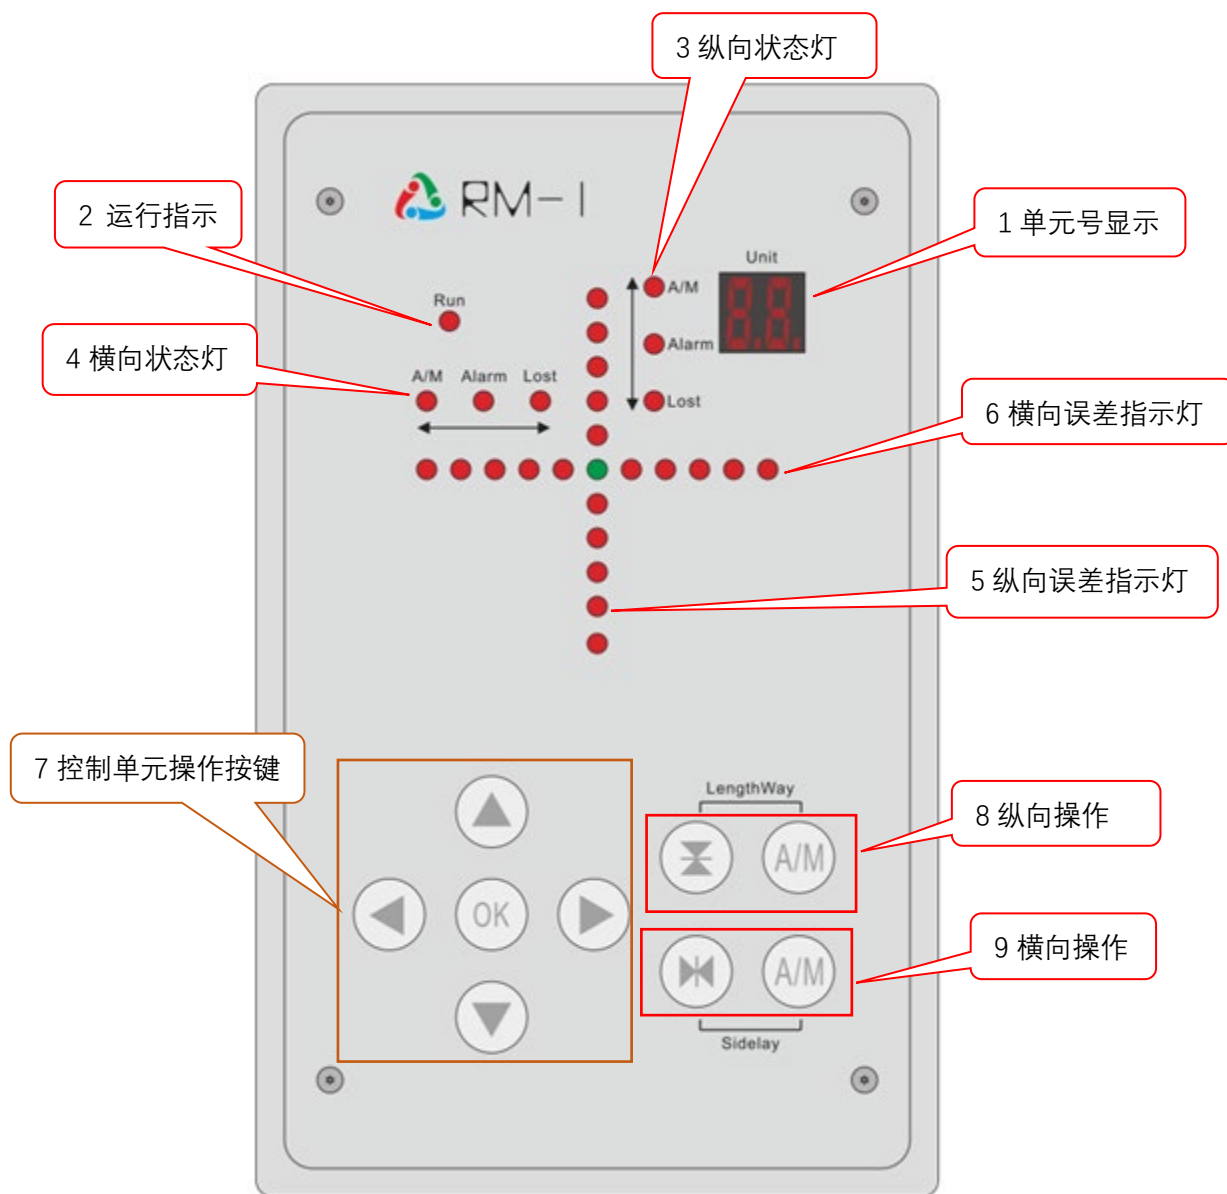 3 纵向状态灯
RM-1
2 运行指示
1 单元号显示
Unit
88.
A/M
Run
Alarm
4 横向状态灯
A/M Alarm Lost
Lost
6 横向误差指示灯
5 纵向误差指示灯
7 控制单元操作按键
LengthWay
8 纵向操作
A/M
OK
9 横向操作
A/M
Sidelay